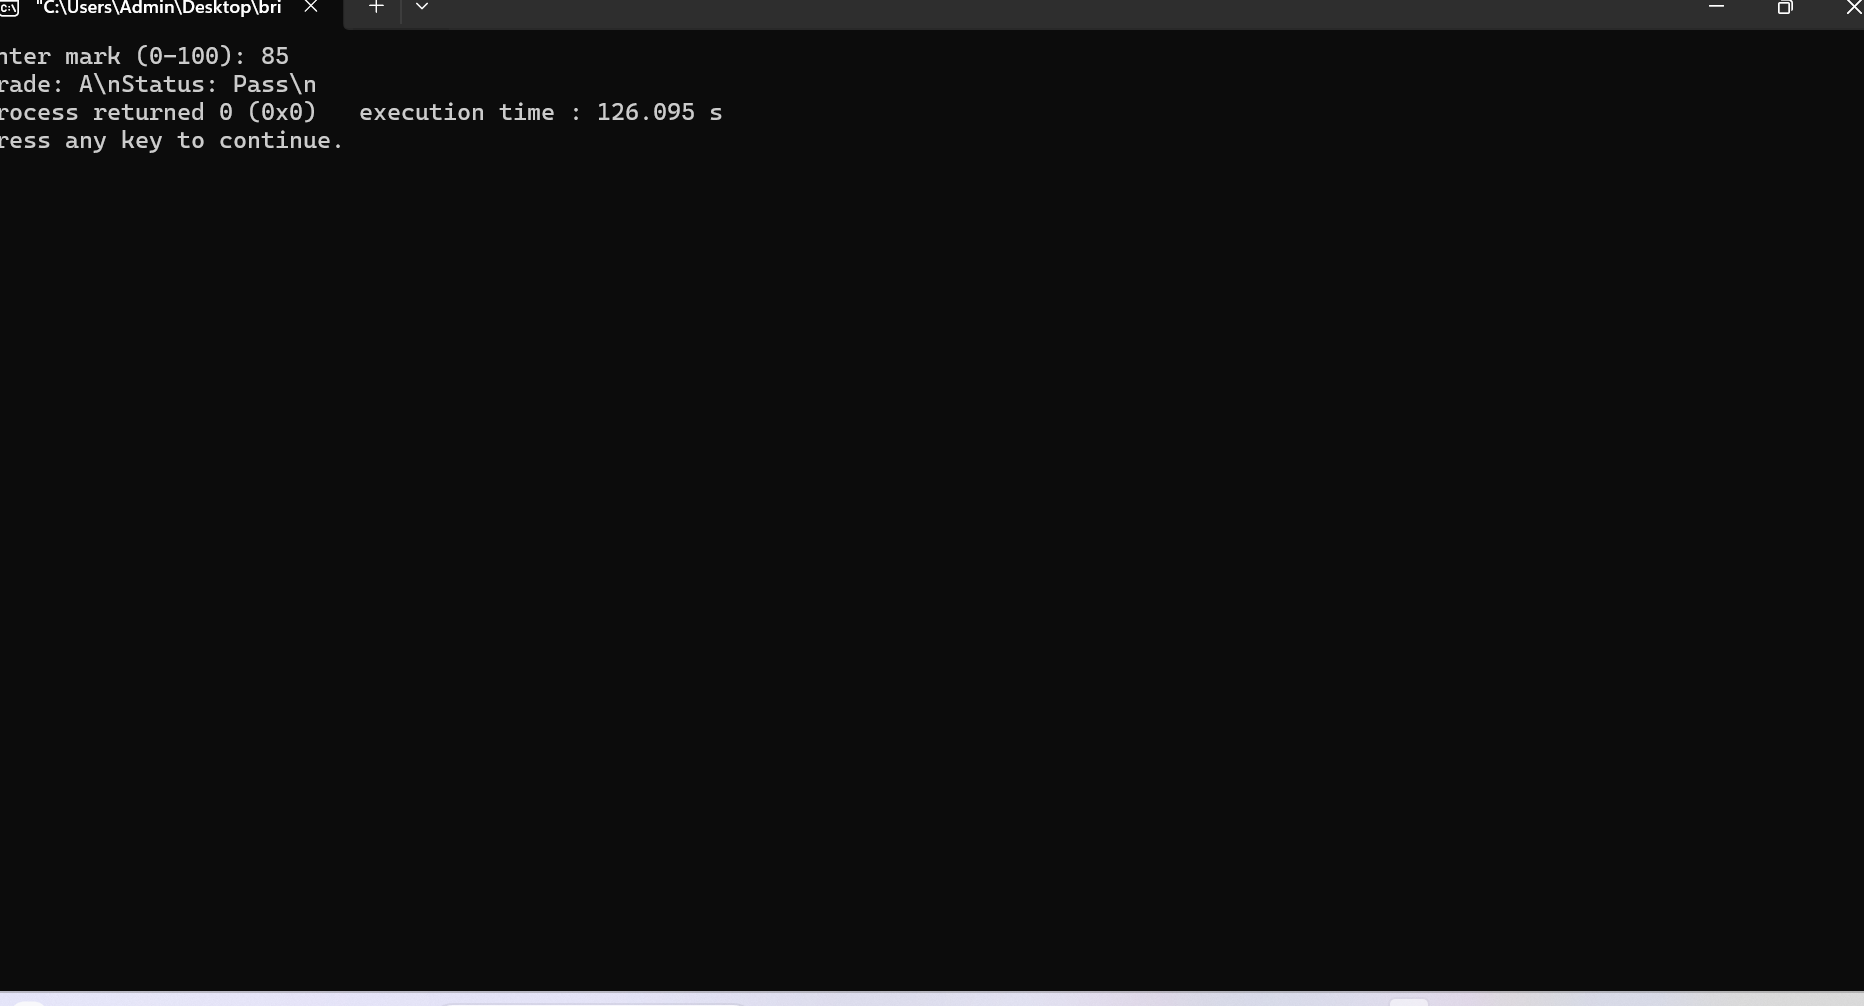 "C:\Users\Admin\Desktop\bri
nter mark (0-100): 85
rade: A\nStatus: Pass\n
rocess returned 0 (0x0)   execution time : 126.095 s
ress any key to continue.